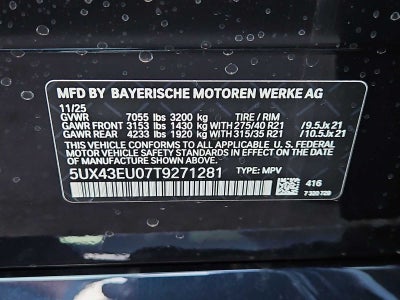 MFD BY BAYERISCHE MOTOREN WERKE AG
11/25
GVWR 7055 lbs 3200 kg TIRE / RIM
GAWR FRONT 3153 lbs 1430 kg WITH 275/40 R21 / 9.5Jx21
GAWR REAR 4233 lbs 1920 kg WITH 315/35 R21 / 10.5Jx21
THIS VEHICLE CONFORMS TO ALL APPLICABLE U. S. FEDERAL
MOTOR VEHICLE SAFETY STANDARDS IN EFFECT ON THE
DATE OF MANUFACTURE SHOWN ABOVE.
5UX43EU07T9271281 TYPE: MPV
416
7 320 729